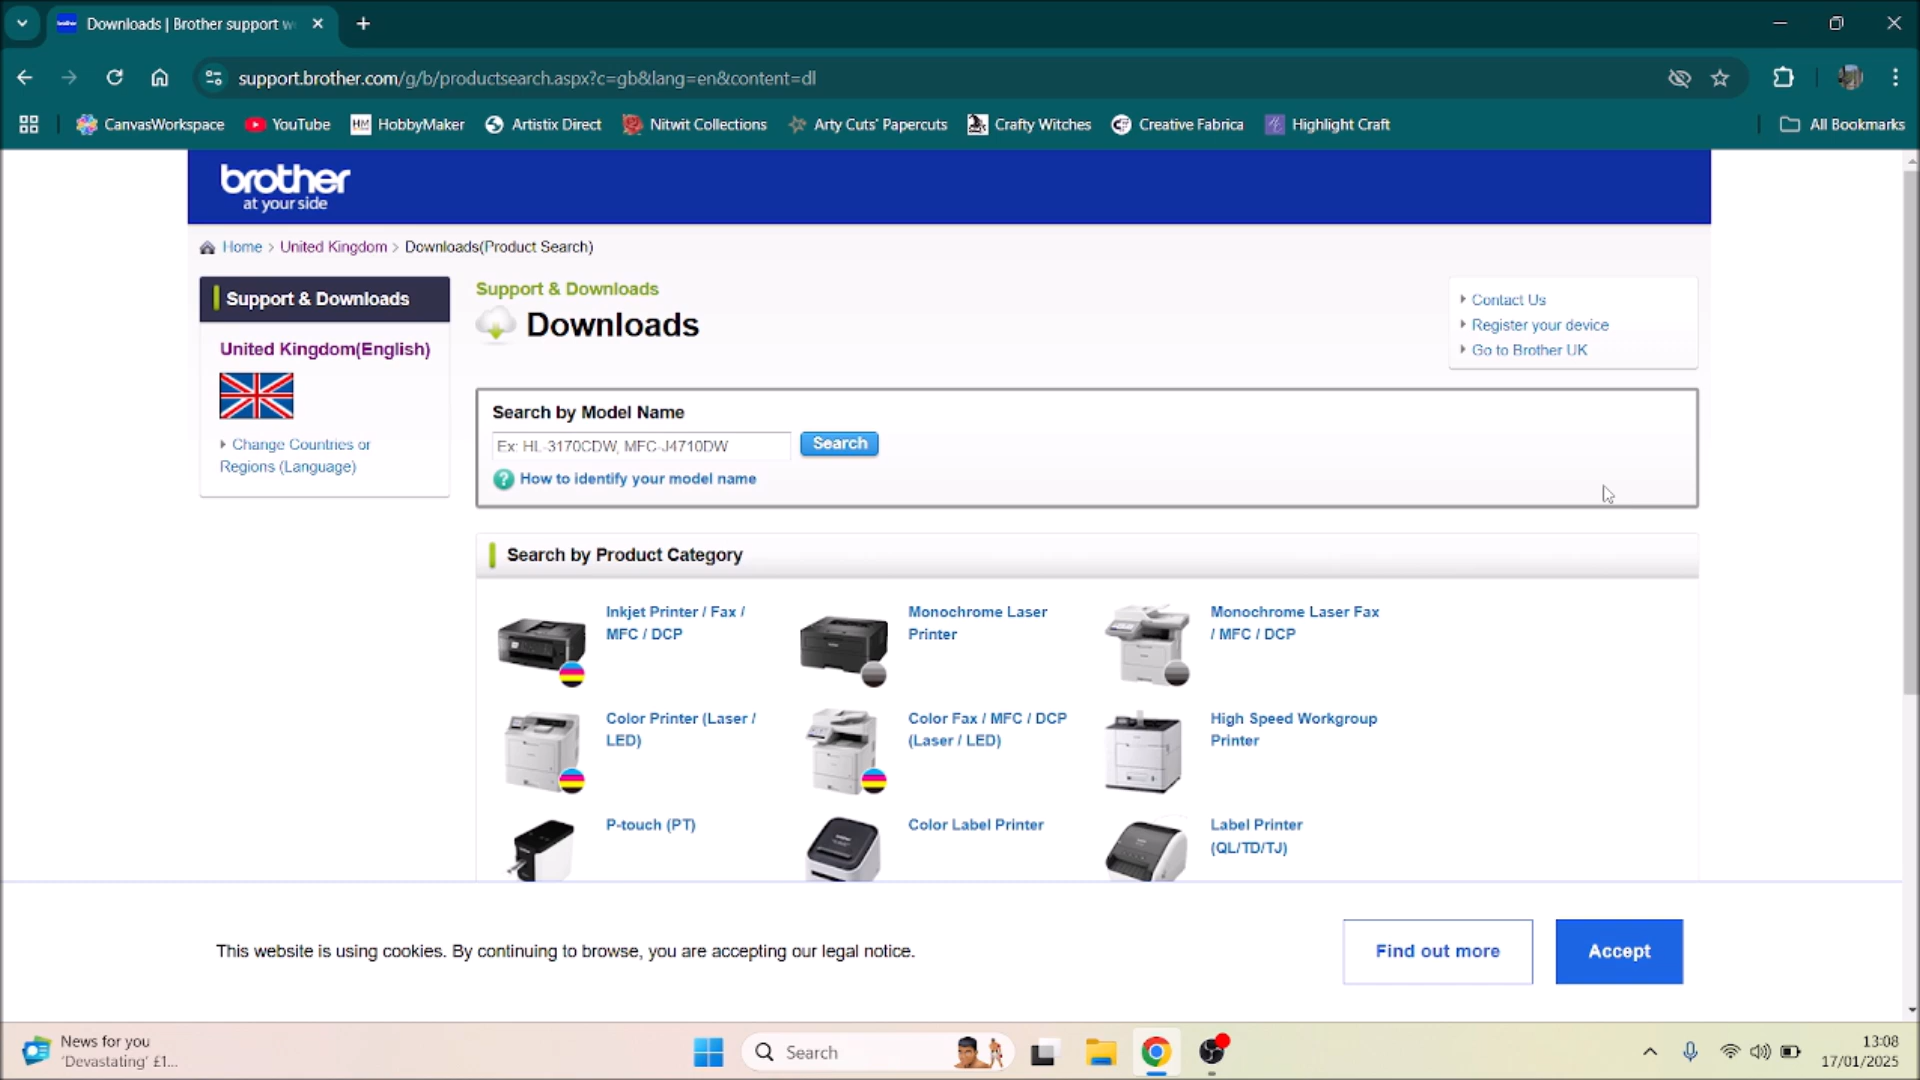 Downloads | Brother support w
support.brother.com/g/b/productsearch.aspx?c=gb&lang=en&content=dl
CanvasWorkspace
YouTube
HM HobbyMaker
Artistix Direct
Nitwit Collections
Arty Cuts' Papercuts
Crafty Witches
Creative Fabrica
Highlight Craft
All Bookmarks
brother
at your side
Home > United Kingdom > Downloads(Product Search)
Support & Downloads
United Kingdom(English)
Change Countries or
Regions (Language)
Support & Downloads
Downloads
Contact Us
Register your device
Go to Brother UK
Search by Model Name
Ex: HL-3170CDW, MFC-J4710DW
Search
? How to identify your model name
Search by Product Category
Inkjet Printer / Fax /
MFC / DCP
Monochrome Laser
Printer
Monochrome Laser Fax
/ MFC / DCP
Color Printer (Laser /
LED)
Color Fax / MFC / DCP
(Laser / LED)
High Speed Workgroup
Printer
P-touch (PT)
Color Label Printer
Label Printer
(QL/TD/TJ)
This website is using cookies. By continuing to browse, you are accepting our legal notice.
Find out more
Accept
News for you
'Devastating' £1...
Search
13:08
17/01/2025